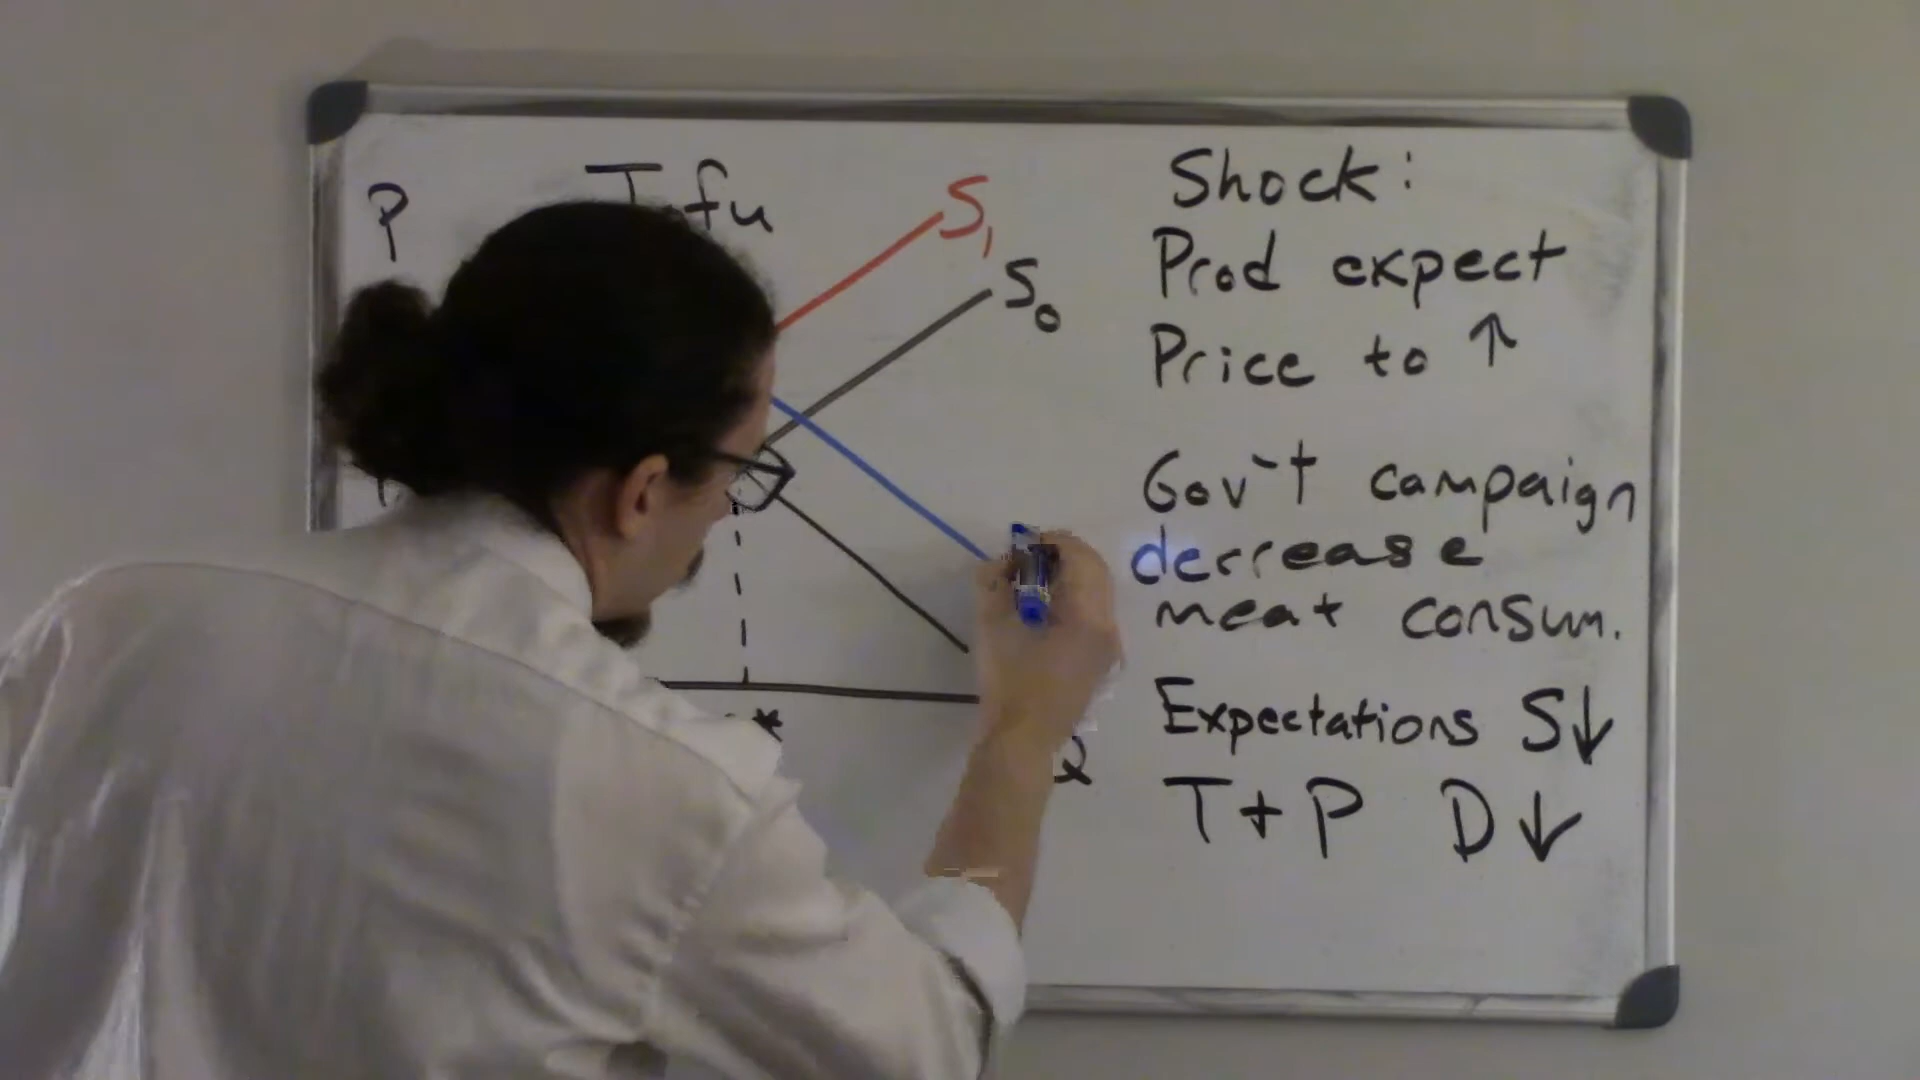 P
S₁
S₀
*
Q
Shock:
Prod expect
Price to ↑
Gov't campaign
decrease
meat consum.
Expectations S↓
T+P D↓